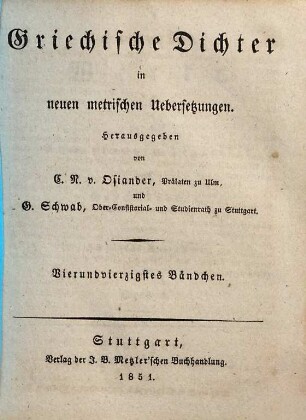 Griechische Dichter
in
neuen metrischen Uebersetzungen.
Herausgegeben
von
C. N. v. Osiander, Prälaten zu Ulm,
und
G. Schwab, Ober-Consistorial- und Studienrath zu Stuttgart.
Vierundvierzigstes Bändchen.
Stuttgart,
Verlag der J. B. Metzler'schen Buchhandlung.
1851.